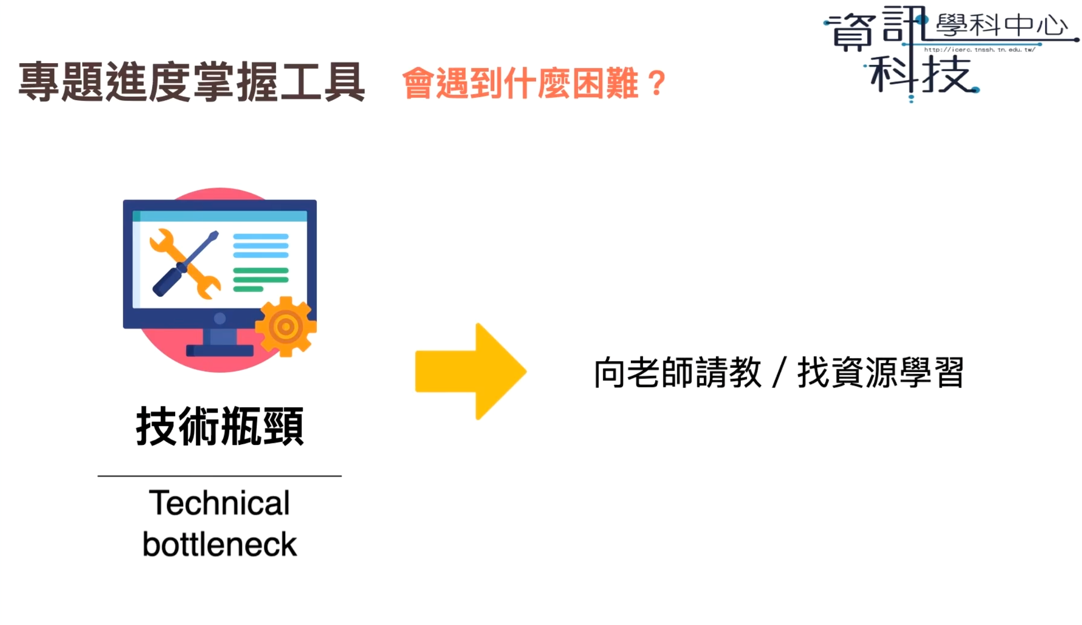 資訊學科中心
http://icerc.tnssh.tn.edu.tw/
科技
專題進度掌握工具 會遇到什麼困難？
向老師請教 / 找資源學習
技術瓶頸
Technical
bottleneck